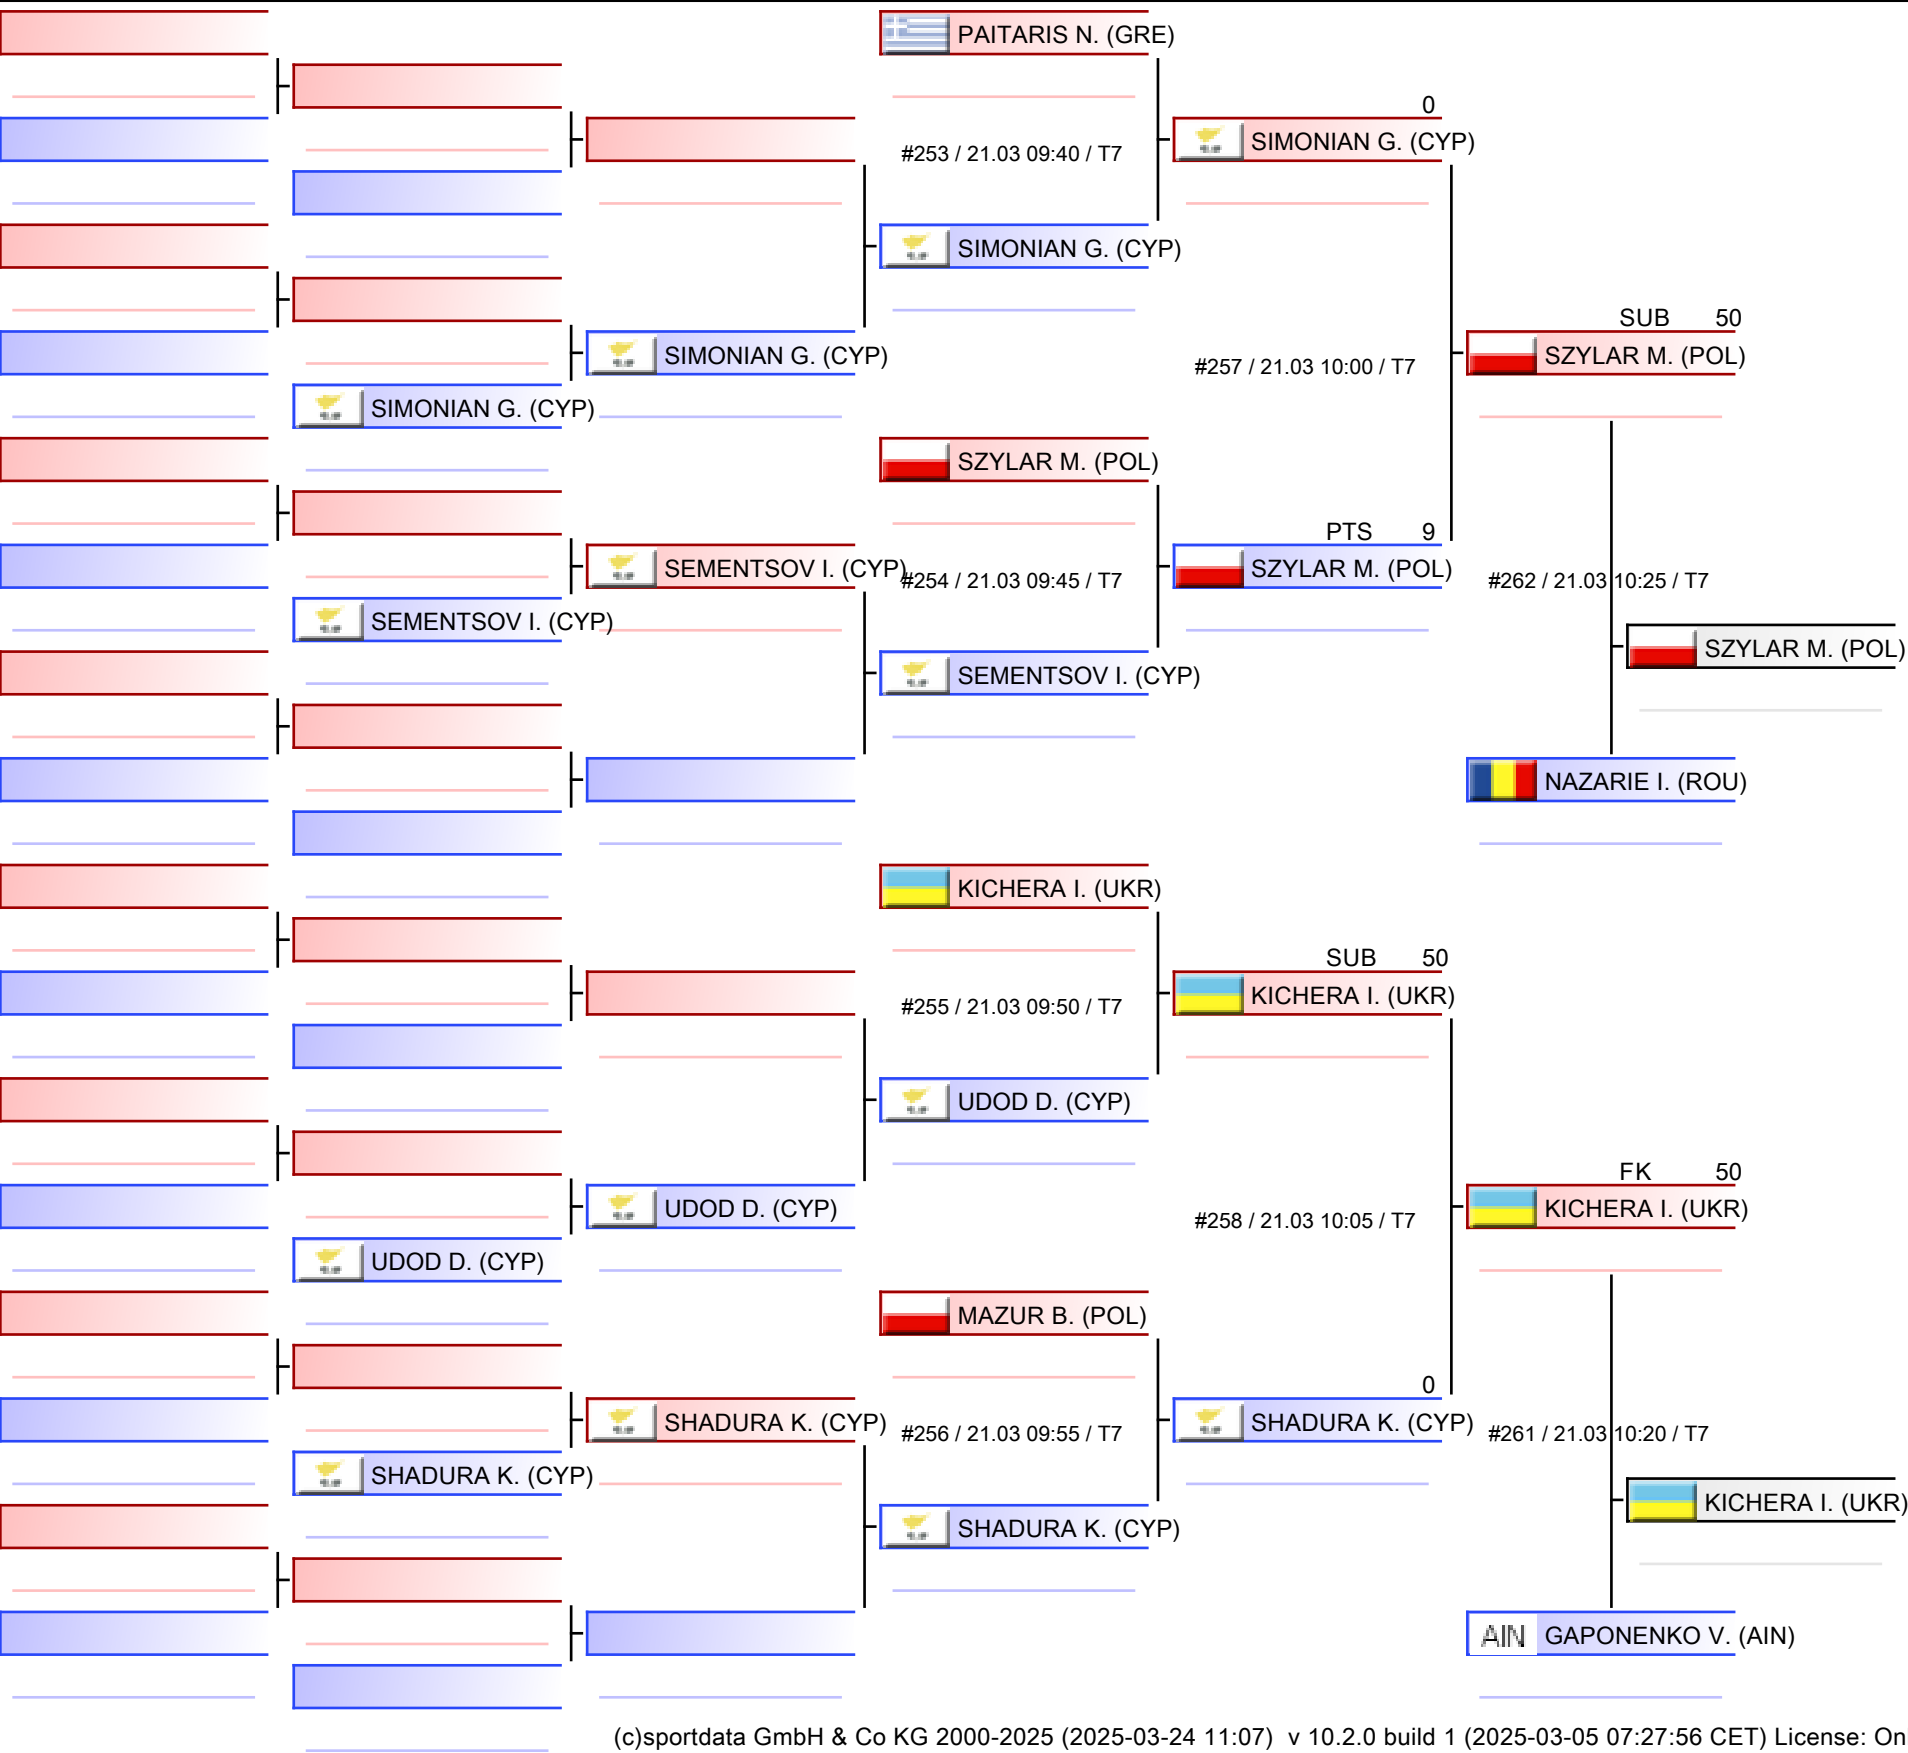 PAITARIS N. (GRE)
0
SIMONIAN G. (CYP)
#253 / 21.03 09:40 / T7
SIMONIAN G. (CYP)
SUB 50
SIMONIAN G. (CYP)
SZYLAR M. (POL)
#257 / 21.03 10:00 / T7
SIMONIAN G. (CYP)
SZYLAR M. (POL)
PTS 9
SEMENTSOV I. (CYP)
#254 / 21.03 09:45 / T7
SZYLAR M. (POL)
#262 / 21.03 10:25 / T7
SEMENTSOV I. (CYP)
SZYLAR M. (POL)
SEMENTSOV I. (CYP)
NAZARIE I. (ROU)
KICHERA I. (UKR)
SUB 50
KICHERA I. (UKR)
#255 / 21.03 09:50 / T7
UDOD D. (CYP)
FK 50
UDOD D. (CYP)
KICHERA I. (UKR)
#258 / 21.03 10:05 / T7
UDOD D. (CYP)
MAZUR B. (POL)
0
SHADURA K. (CYP)
#256 / 21.03 09:55 / T7
SHADURA K. (CYP)
#261 / 21.03 10:20 / T7
SHADURA K. (CYP)
KICHERA I. (UKR)
SHADURA K. (CYP)
AIN GAPONENKO V. (AIN)
(c)sportdata GmbH & Co KG 2000-2025 (2025-03-24 11:07) v 10.2.0 build 1 (2025-03-05 07:27:56 CET) License: On